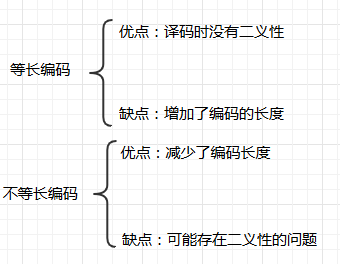 优点：译码时没有二义性
等长编码
缺点：增加了编码的长度
优点：减少了编码长度
不等长编码
缺点：可能存在二义性的问题